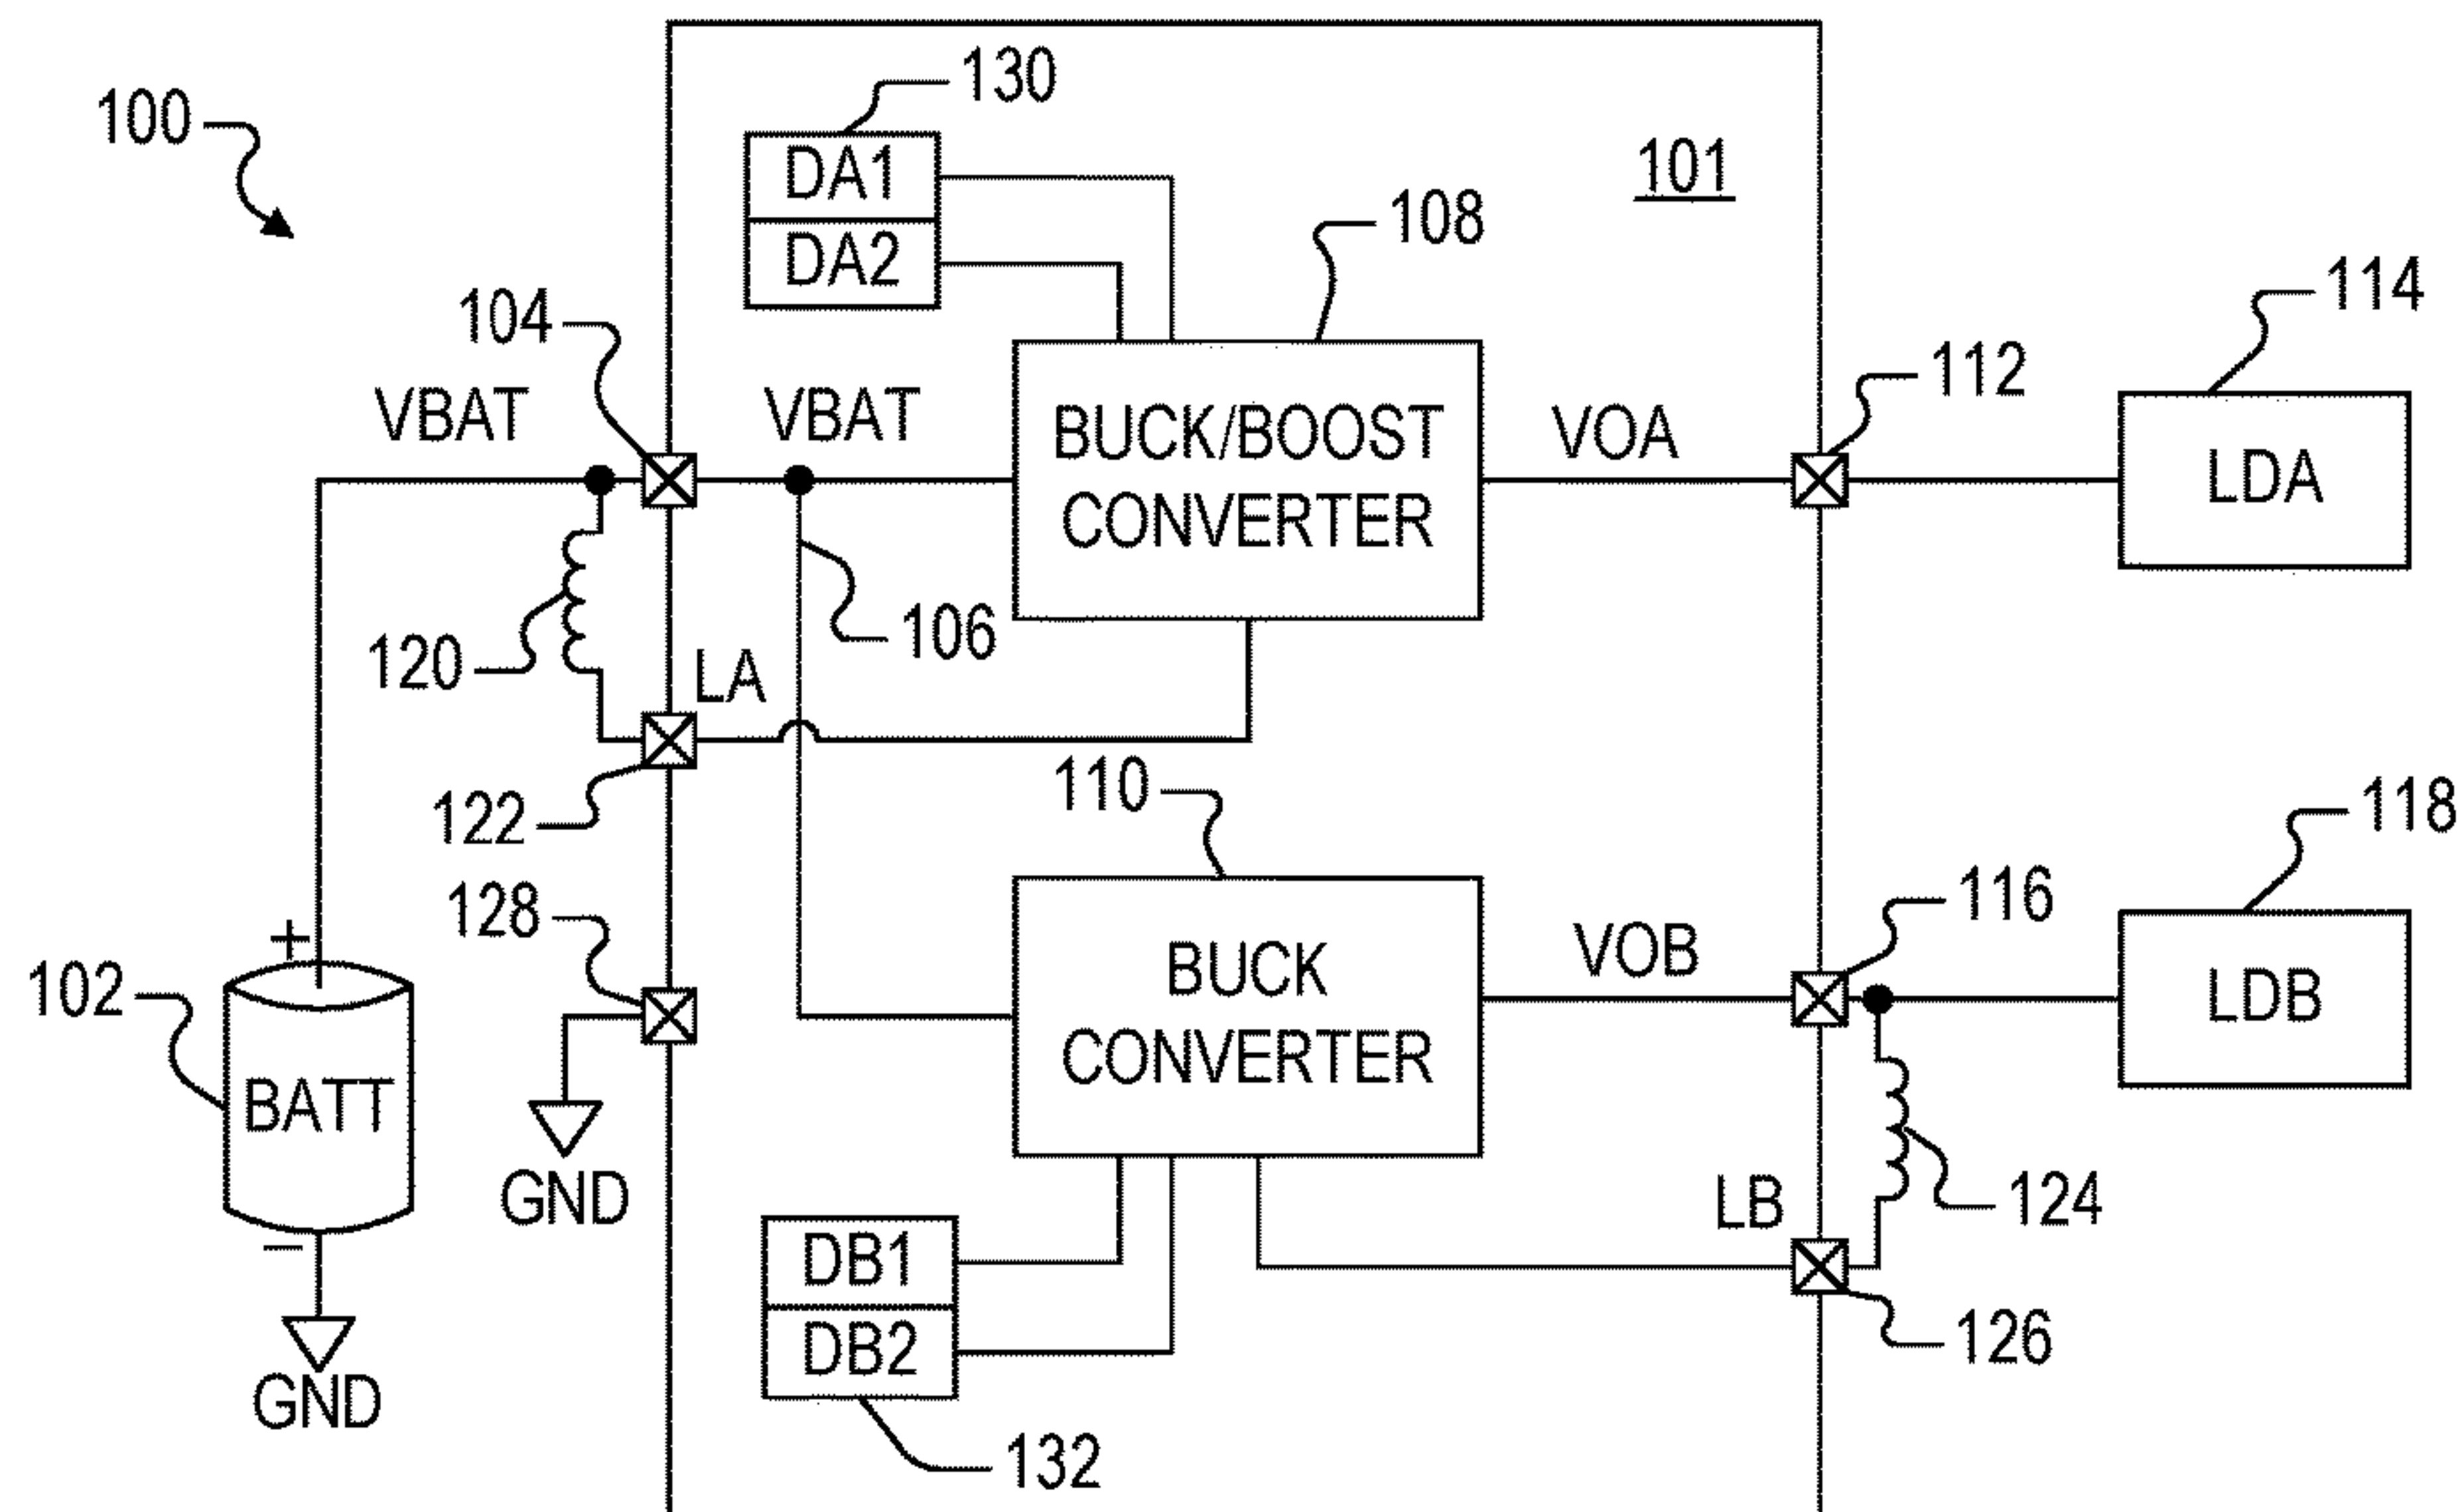 130
100
DA1
101
DA2
108
104
114
112
VBAT
VBAT
BUCK/BOOST
CONVERTER
VOA
LDA
120
LA
106
122
110
118
128
116
+
102
BATT
BUCK
CONVERTER
VOB
LDB
GND
LB
124
DB1
DB2
126
−
GND
132